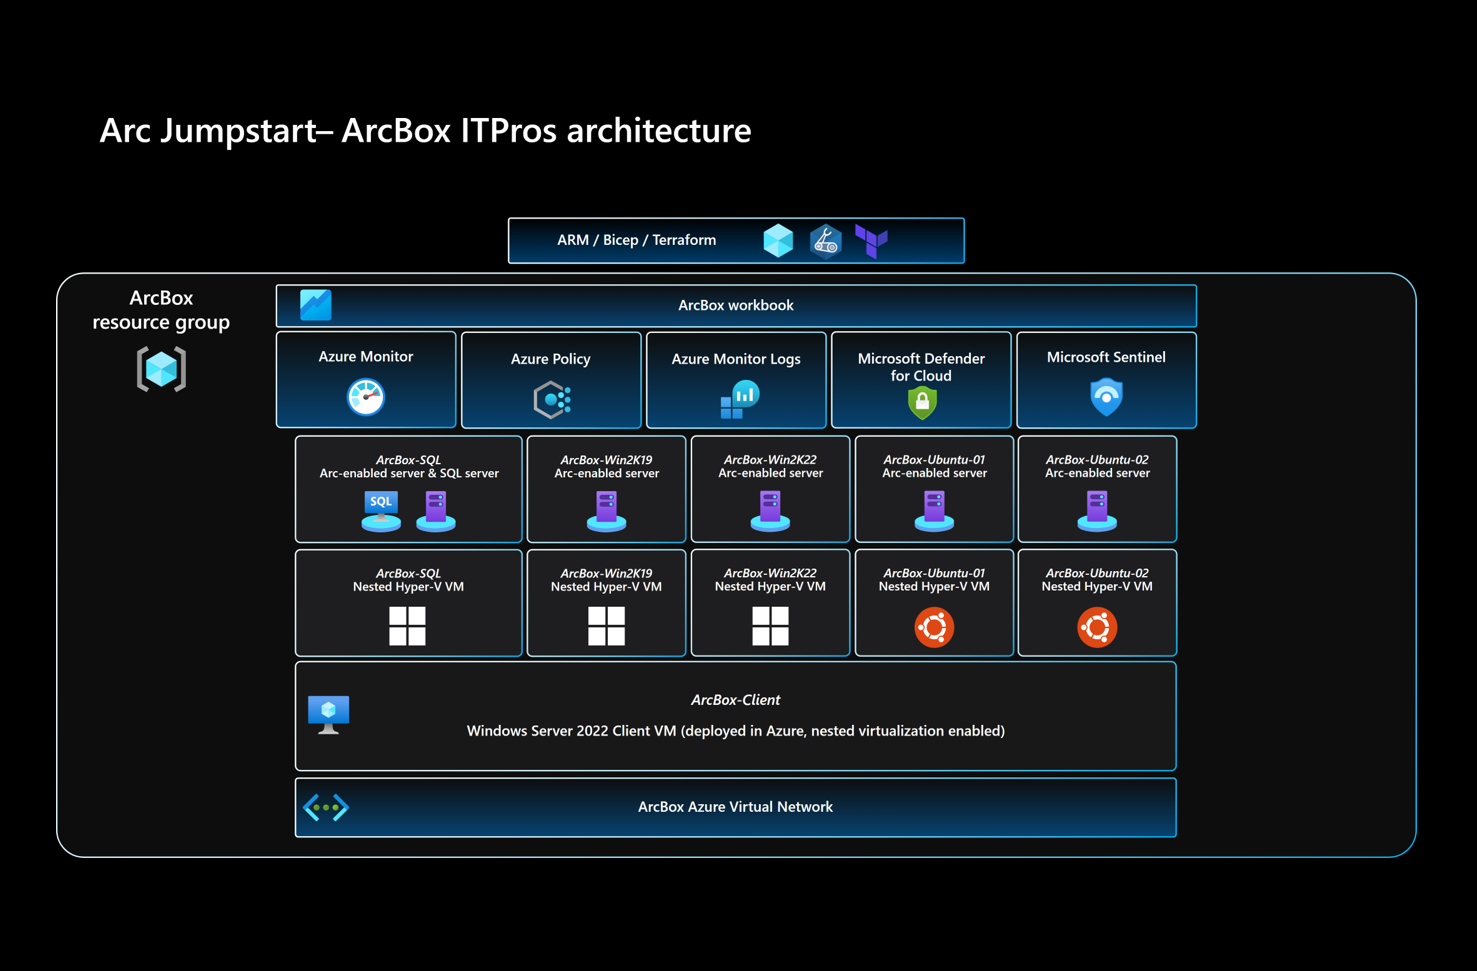 Arc Jumpstart– ArcBox ITPros architecture
ARM / Bicep / Terraform
ArcBox
resource group
ArcBox workbook
Azure Monitor
Azure Policy
Azure Monitor Logs
Microsoft Defender
for Cloud
Microsoft Sentinel
ArcBox-SQL
Arc-enabled server & SQL server
SQL
ArcBox-Win2K19
Arc-enabled server
ArcBox-Win2K22
Arc-enabled server
ArcBox-Ubuntu-01
Arc-enabled server
ArcBox-Ubuntu-02
Arc-enabled server
ArcBox-SQL
Nested Hyper-V VM
ArcBox-Win2K19
Nested Hyper-V VM
ArcBox-Win2K22
Nested Hyper-V VM
ArcBox-Ubuntu-01
Nested Hyper-V VM
ArcBox-Ubuntu-02
Nested Hyper-V VM
ArcBox-Client
Windows Server 2022 Client VM (deployed in Azure, nested virtualization enabled)
ArcBox Azure Virtual Network